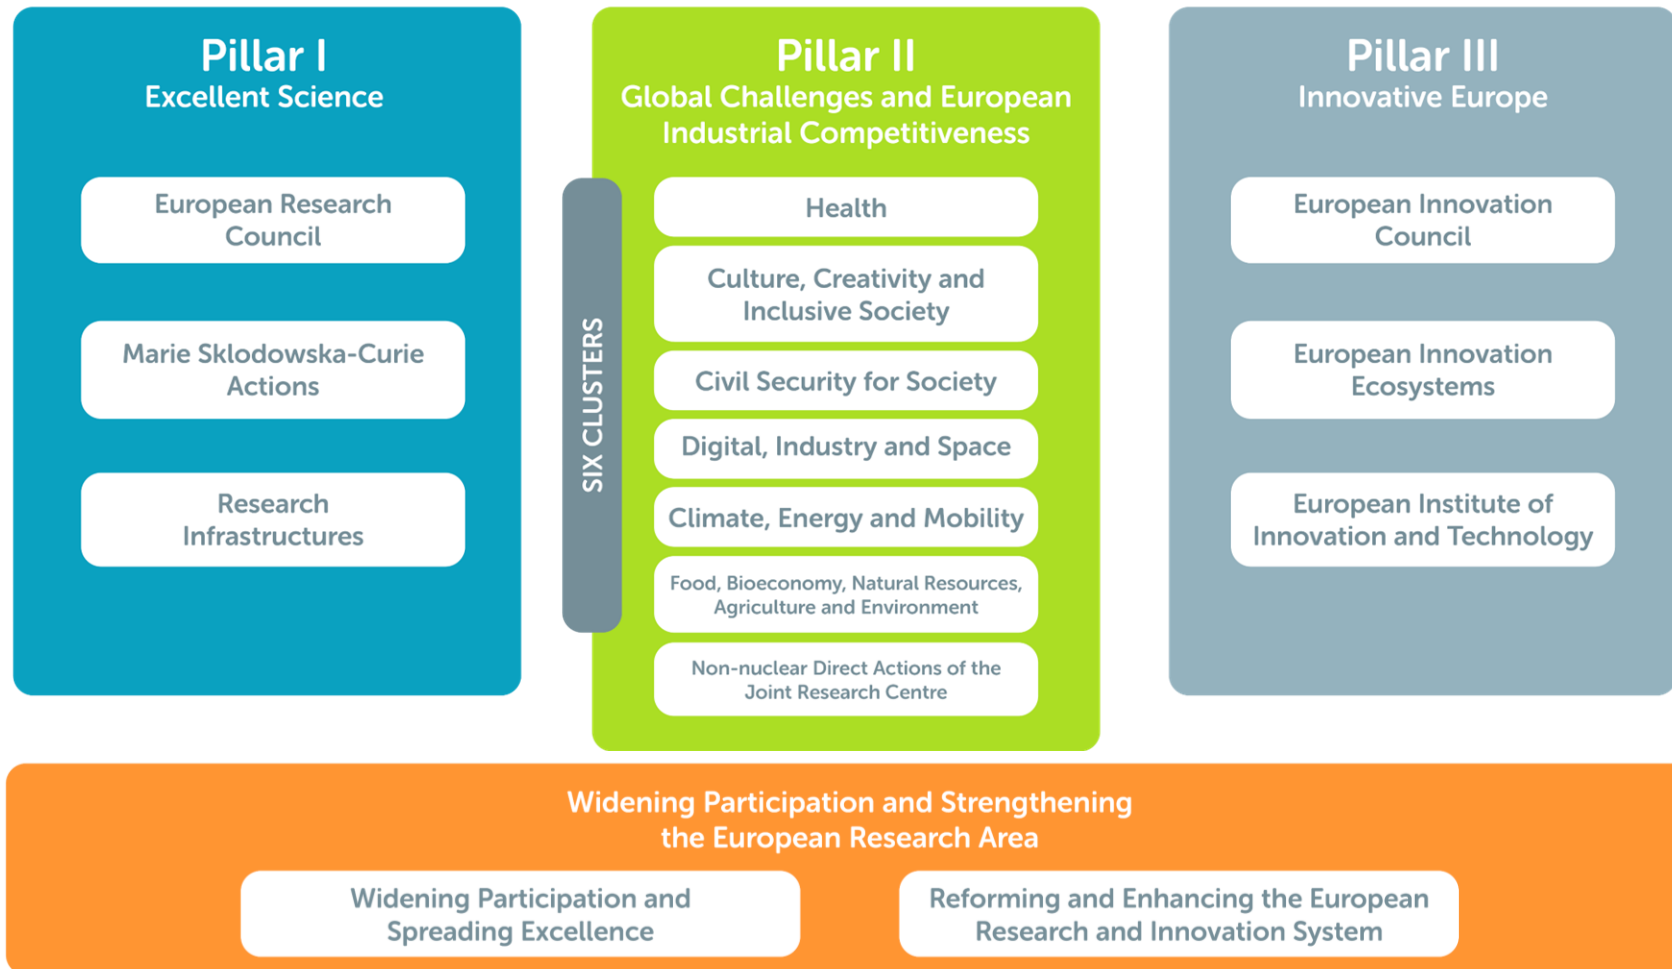 Pillar I
Excellent Science
European Research
Council
Marie Sklodowska-Curie
Actions
Research
Infrastructures
Pillar II
Global Challenges and European
Industrial Competitiveness
SIX CLUSTERS
Health
Culture, Creativity and
Inclusive Society
Civil Security for Society
Digital, Industry and Space
Climate, Energy and Mobility
Food, Bioeconomy, Natural Resources,
Agriculture and Environment
Non-nuclear Direct Actions of the
Joint Research Centre
Pillar III
Innovative Europe
European Innovation
Council
European Innovation
Ecosystems
European Institute of
Innovation and Technology
Widening Participation and Strengthening
the European Research Area
Widening Participation and
Spreading Excellence
Reforming and Enhancing the European
Research and Innovation System